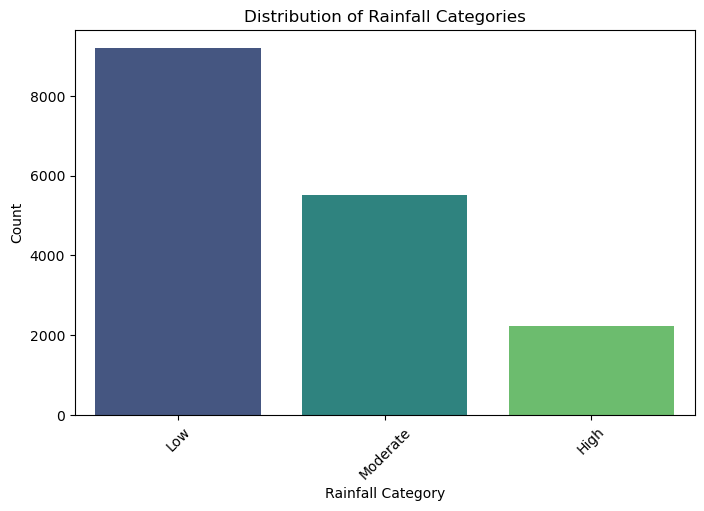 Distribution of Rainfall Categories
Count
8000
6000
4000
2000
0
Low
Moderate
High
Rainfall Category